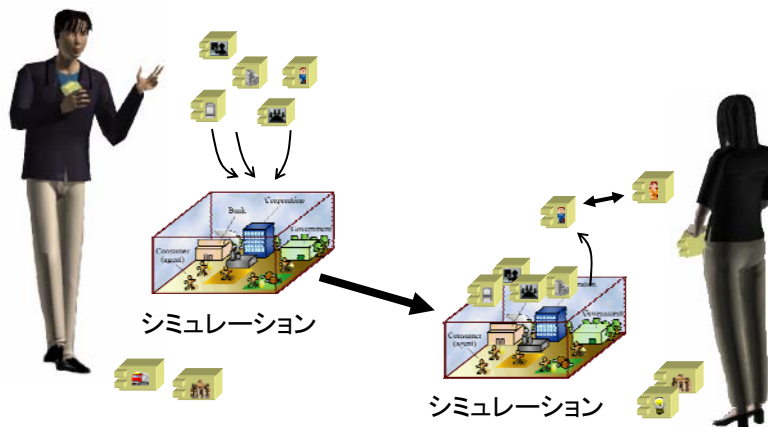 Corporation
Bank
Government
Consumer
(agent)
シミュレーション
Government
Consumer
(agent)
シミュレーション